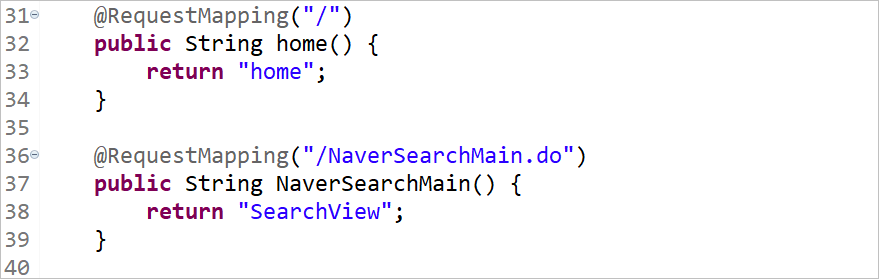 31 @RequestMapping("/")
32 public String home() {
33 return "home";
34 }
35
36 @RequestMapping("/NaverSearchMain.do")
37 public String NaverSearchMain() {
38 return "SearchView";
39 }
40